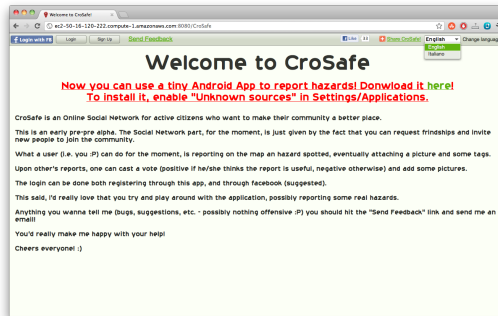 Welcome to CroSafe!
ec2-50-16-120-222.compute-1.amazonaws.com:8080/CroSafe
Login with FB Login Sign Up Send Feedback Like 33 Show CroSafe! English Change language
English
Italiano
Welcome to CroSafe
Now you can use a tiny Android App to report hazards! Donwload it here!
To install it, enable "Unknown sources" in Settings/Applications.
CroSafe is an Online Social Network for active citizens who want to make their community a better place.
This is an early pre-pre alpha. The Social Network part, for the moment, is just given by the fact that you can request frindships and invite
new people to join the community.
What a user (i.e. you :P) can do for the moment, is reporting on the map an hazard spotted, eventually attaching a picture and some tags.
Upon other's reports, one can cast a vote (positive if he/she thinks the report is useful, negative otherwise) and add some pictures.
The login can be done both registering through this app, and through facebook (suggested).
This said, i'd really love that you try and play around with the application, possibly reporting some real hazards.
Anything you wanna tell me (bugs, suggestions, etc. - possibly nothing offensive :P) you should hit the "Send Feedback" link and send me an
email!
You'd really make me happy with your help!
Cheers everyone! :)